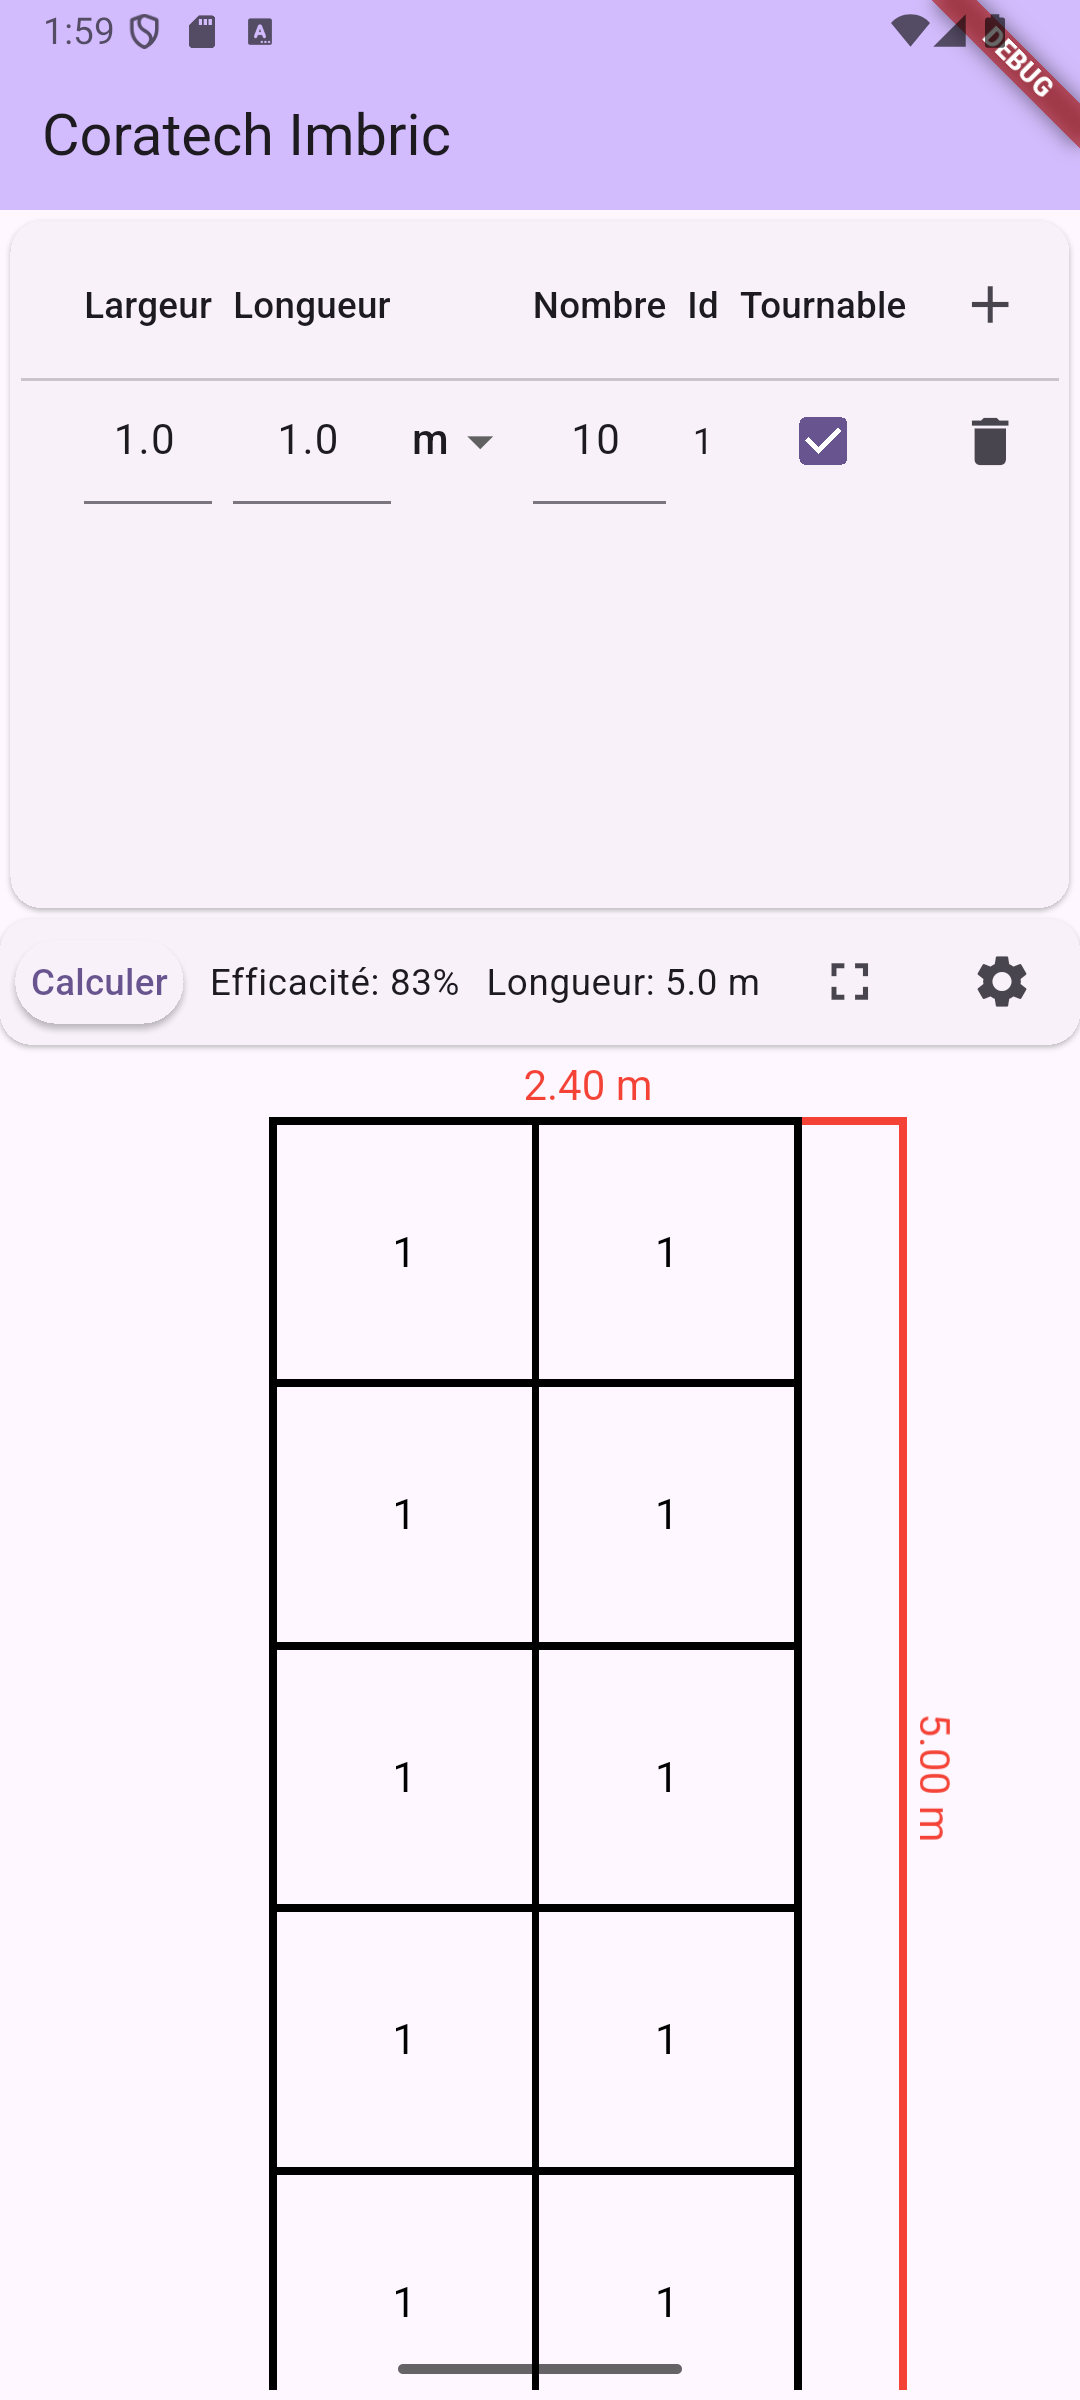 1:59
A
DEBUG
Coratech Imbric
Largeur Longueur Nombre Id Tournable
1.0 1.0 m 10 1
Calculer Efficacité: 83% Longueur: 5.0 m
2.40 m
1 1
1 1
1 1
5.00 m
1 1
1 1